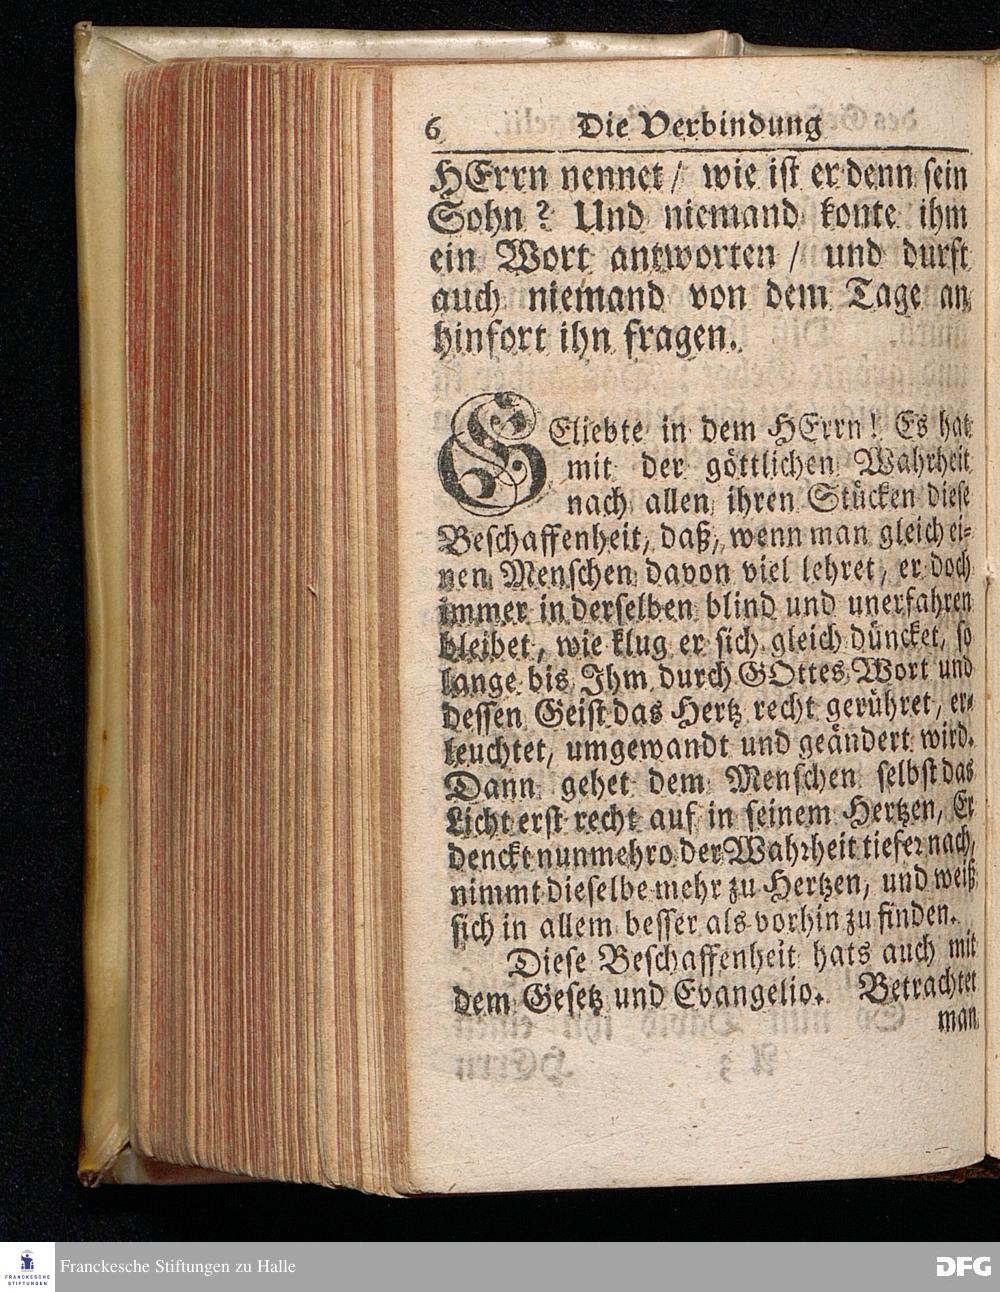 6 Die Verbindung
HErrn nennet / wie ist er denn sein
Sohn? Und niemand konte ihm
ein Wort antworten / und durft
auch niemand von dem Tage an
hinfort ihn fragen.
GEliebte in dem HErrn! Es hat
mit der göttlichen Wahrheit
nach allen ihren Stücken diese
Beschaffenheit, daß, wenn man gleich ei-
nen Menschen davon viel lehret, er doch
immer in derselben blind und unerfahren
bleibet, wie klug er sich gleich düncket, so
lange bis Ihm durch GOttes Wort und
dessen Geist das Hertz recht gerühret, er-
leuchtet, umgewandt und geändert wird.
Dann gehet dem Menschen selbst das
Licht erst recht auf in seinem Hertzen, Er
denckt nunmehro der Wahrheit tiefer nach,
nimmt dieselbe mehr zu Hertzen, und weiß
sich in allem besser als vorhin zu finden.
Diese Beschaffenheit hats auch mit
dem Gesetz und Evangelio. Betrachtet
man
FRANCKESCHE
STIFTUNGEN
Franckesche Stiftungen zu Halle
DFG